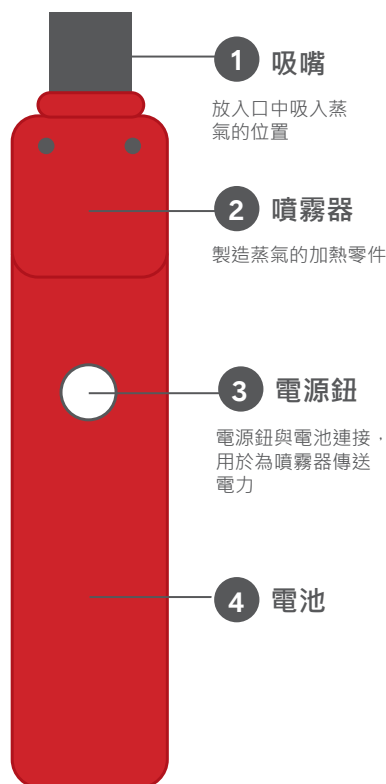 1 吸嘴
放入口中吸入蒸
氣的位置
2 噴霧器
製造蒸氣的加熱零件
3 電源鈕
電源鈕與電池連接，
用於為噴霧器傳送
電力
4 電池